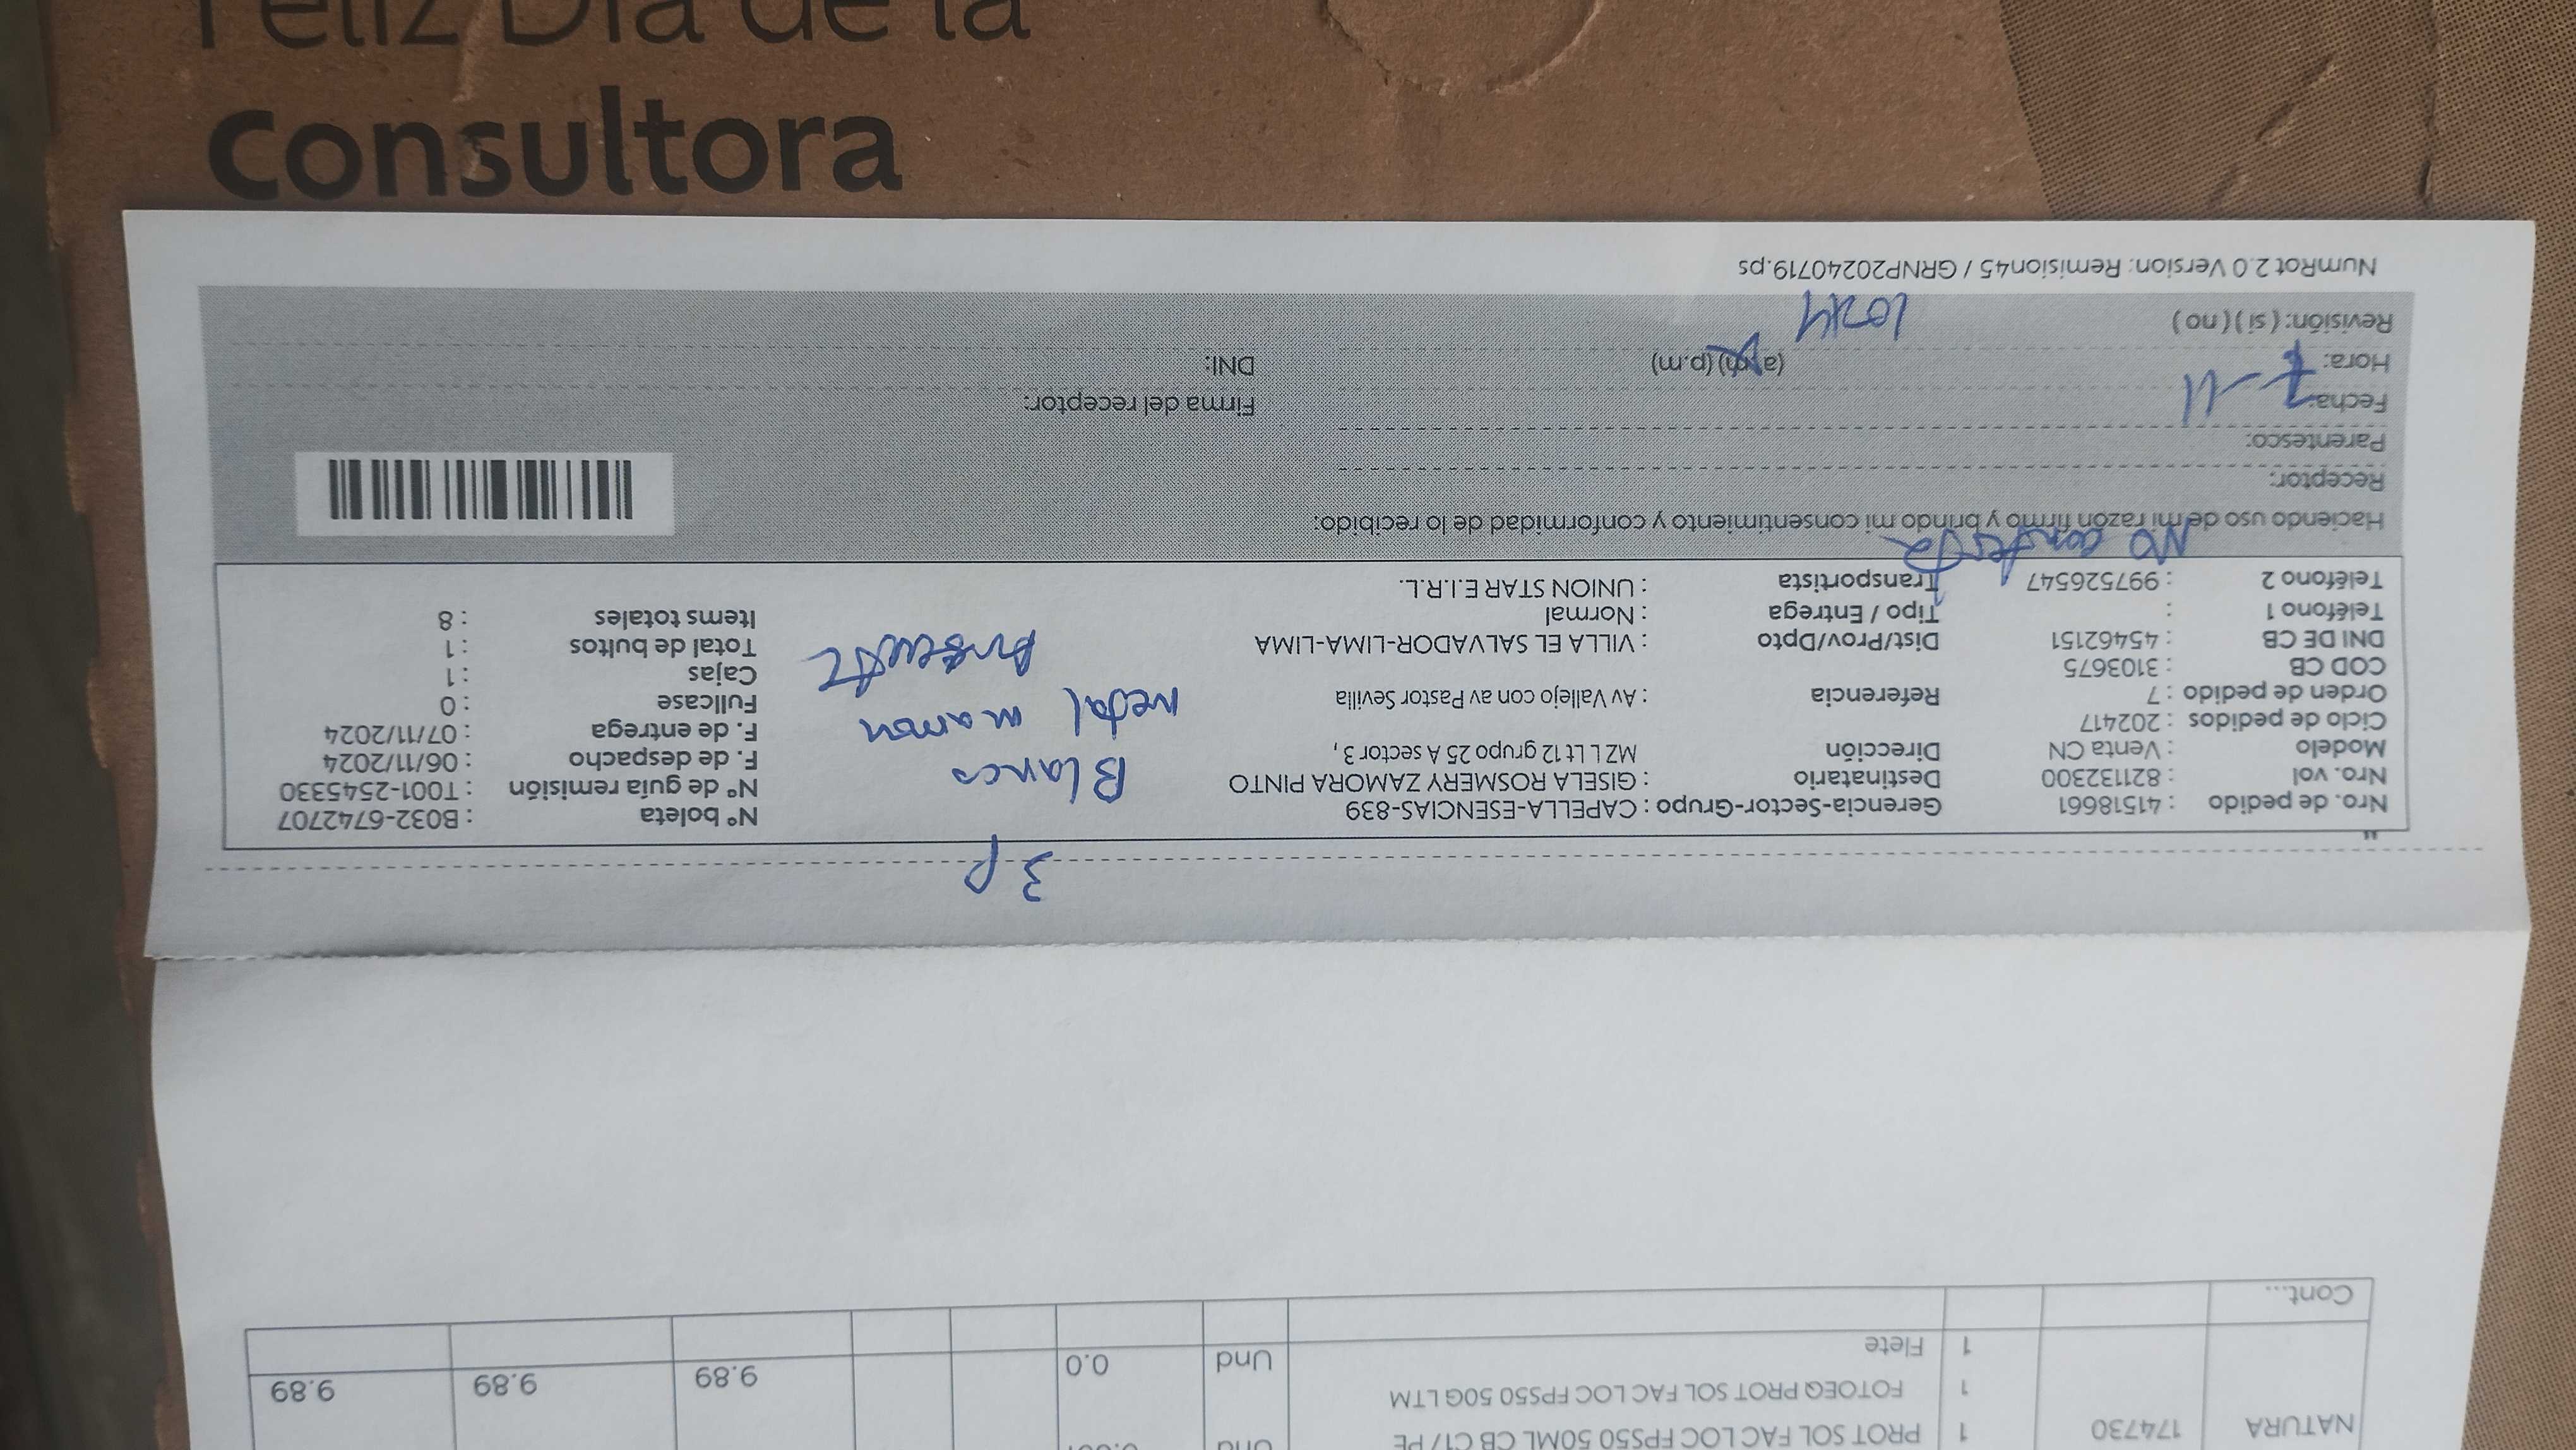 Feliz Día de la
consultora
NATURA 174730 1 PROT SOL FAC LOC FPS50 50ML CB C17 PE Und
1 FOTOEQ PROT SOL FAC LOC FPS50 50G LTM
1 Flete Und 0.0 9.89 9.89 9.89
Cont...
3 P
Nro. de pedido : 41518661 Gerencia-Sector-Grupo : CAPELLA-ESENCIAS-839 N° boleta : B032-6742707
Nro. vol : 821132300 Destinatario : GISELA ROSMERY ZAMORA PINTO Blanco N° de guía remisión : T001-2545330
Modelo : Venta CN Dirección MZ L Lt 12 grupo 25 A sector 3, F. de despacho : 06/11/2024
Ciclo de pedidos : 202417 F. de entrega : 07/11/2024
Orden de pedido : 7 Referencia : Av Vallejo con av Pastor Sevilla metal marron Fullcase : 0
COD CB : 3103675 Cajas : 1
DNI DE CB : 45462151 Dist/Prov/Dpto : VILLA EL SALVADOR-LIMA-LIMA Total de bultos : 1
Teléfono 1 : Tipo / Entrega : Normal Items totales : 8
Teléfono 2 : 997526547 Transportista : UNION STAR E.I.R.L.
No contesta
Haciendo uso de mi razón firmo y brindo mi consentimiento y conformidad de lo recibido:
Receptor:
Parentesco:
Fecha: 7-11 Firma del receptor:
Hora: (a.m) (p.m) DNI:
Revisión: ( si ) ( no )
NumRot 2.0 Version: Remision45 / GRNP20240719.ps